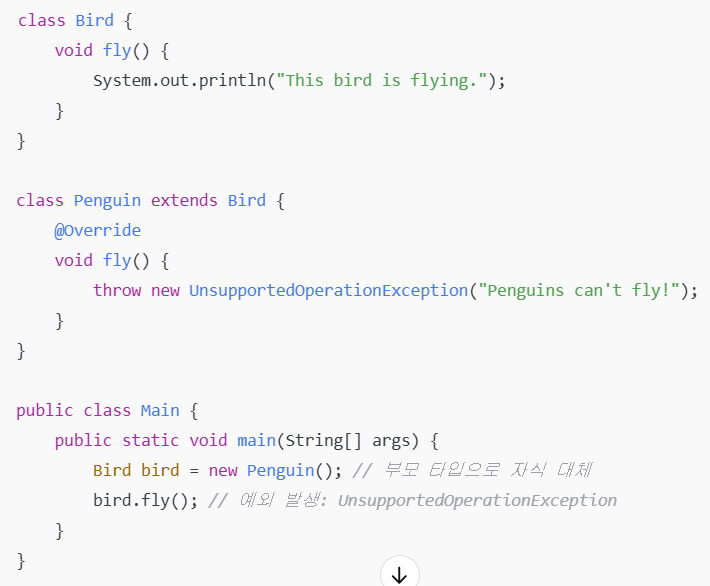 class Bird {
    void fly() {
        System.out.println("This bird is flying.");
    }
}

class Penguin extends Bird {
    @Override
    void fly() {
        throw new UnsupportedOperationException("Penguins can't fly!");
    }
}

public class Main {
    public static void main(String[] args) {
        Bird bird = new Penguin(); // 부모 타입으로 자식 대체
        bird.fly(); // 예외 발생: UnsupportedOperationException
    }
}